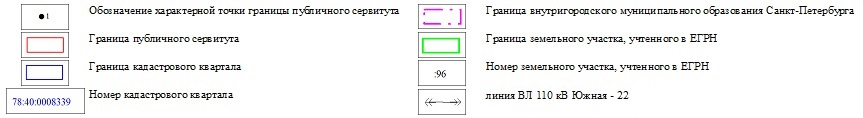 ●1 Обозначение характерной точки границы публичного сервитута
Граница публичного сервитута
Граница кадастрового квартала
78:40:0008339 Номер кадастрового квартала
Граница внутригородского муниципального образования Санкт-Петербурга
Граница земельного участка, учтенного в ЕГРН
:96 Номер земельного участка, учтенного в ЕГРН
линия ВЛ 110 кВ Южная - 22